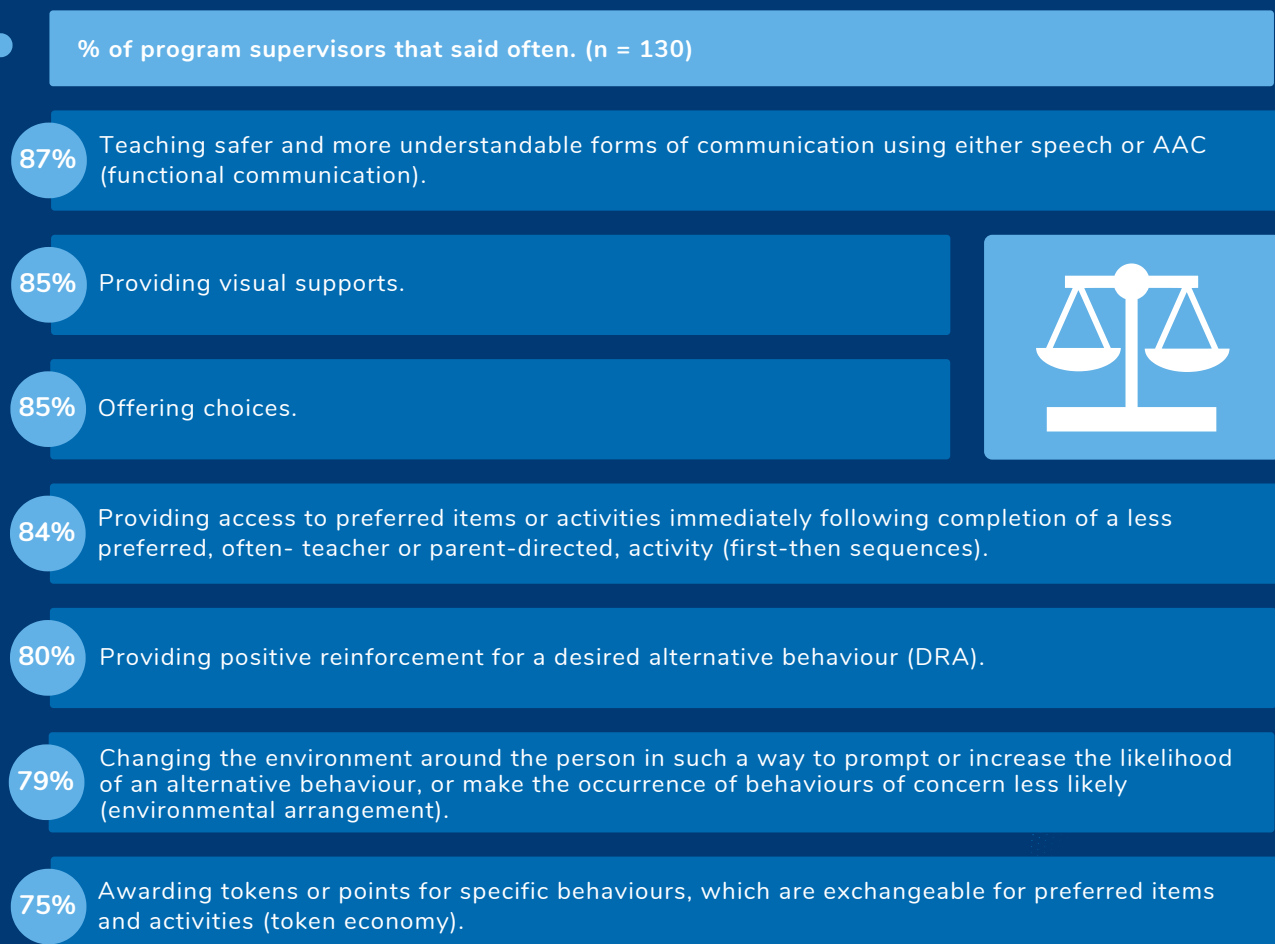 % of program supervisors that said often. (n = 130)
87%
Teaching safer and more understandable forms of communication using either speech or AAC
(functional communication).
85%
Providing visual supports.
85%
Offering choices.
84%
Providing access to preferred items or activities immediately following completion of a less
preferred, often- teacher or parent-directed, activity (first-then sequences).
80%
Providing positive reinforcement for a desired alternative behaviour (DRA).
79%
Changing the environment around the person in such a way to prompt or increase the likelihood
of an alternative behaviour, or make the occurrence of behaviours of concern less likely
(environmental arrangement).
75%
Awarding tokens or points for specific behaviours, which are exchangeable for preferred items
and activities (token economy).